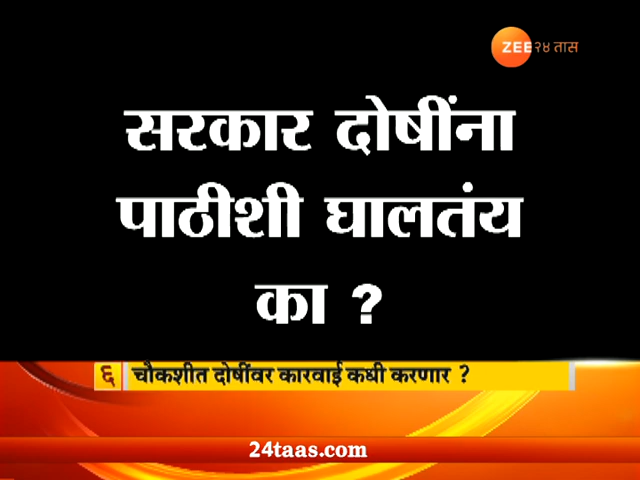 ZEE २४ तास
सरकार दोषींना
पाठीशी घालतंय
का ?
६ चौकशीत दोषींवर कारवाई कधी करणार ?
24taas.com